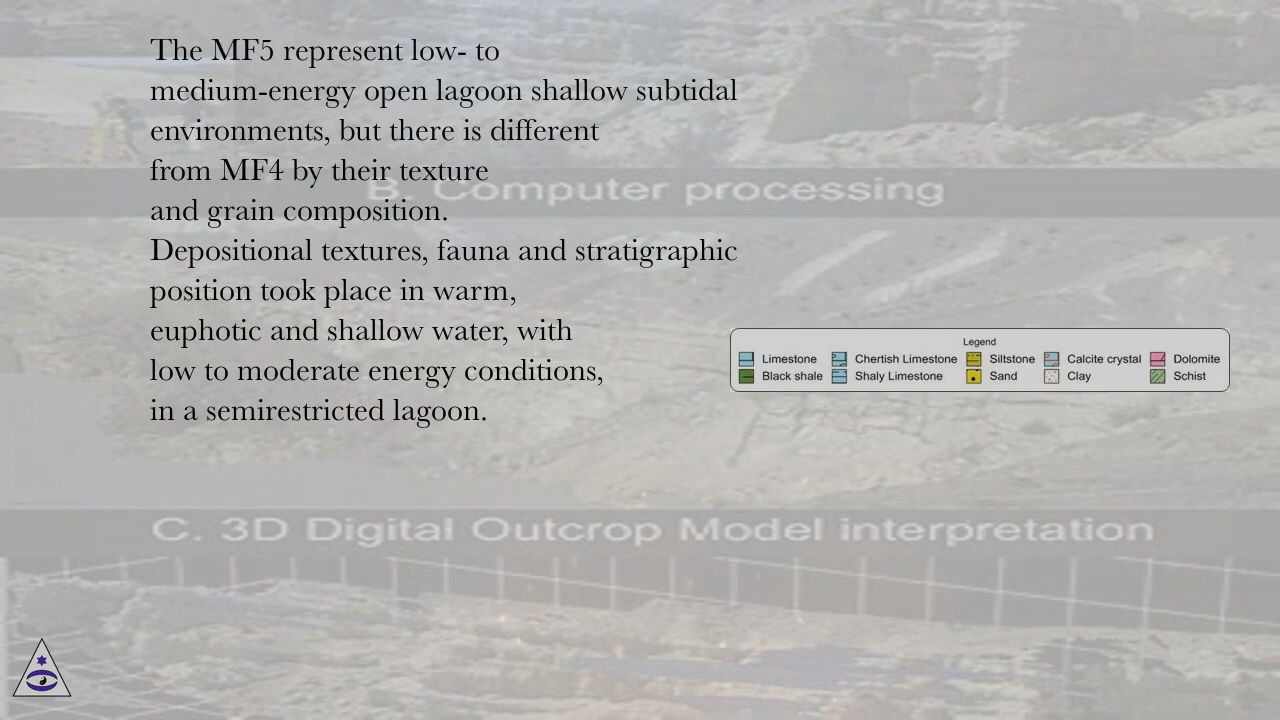 The MF5 represent low- to
medium-energy open lagoon shallow subtidal
environments, but there is different
from MF4 by their texture
B. Computer processing
and grain composition.
Depositional textures, fauna and stratigraphic
position took place in warm,
euphotic and shallow water, with
low to moderate energy conditions,
in a semirestricted lagoon.
Legend
Limestone Chertish Limestone Siltstone Calcite crystal Dolomite
Black shale Shaly Limestone Sand Clay Schist
C. 3D Digital Outcrop Model interpretation